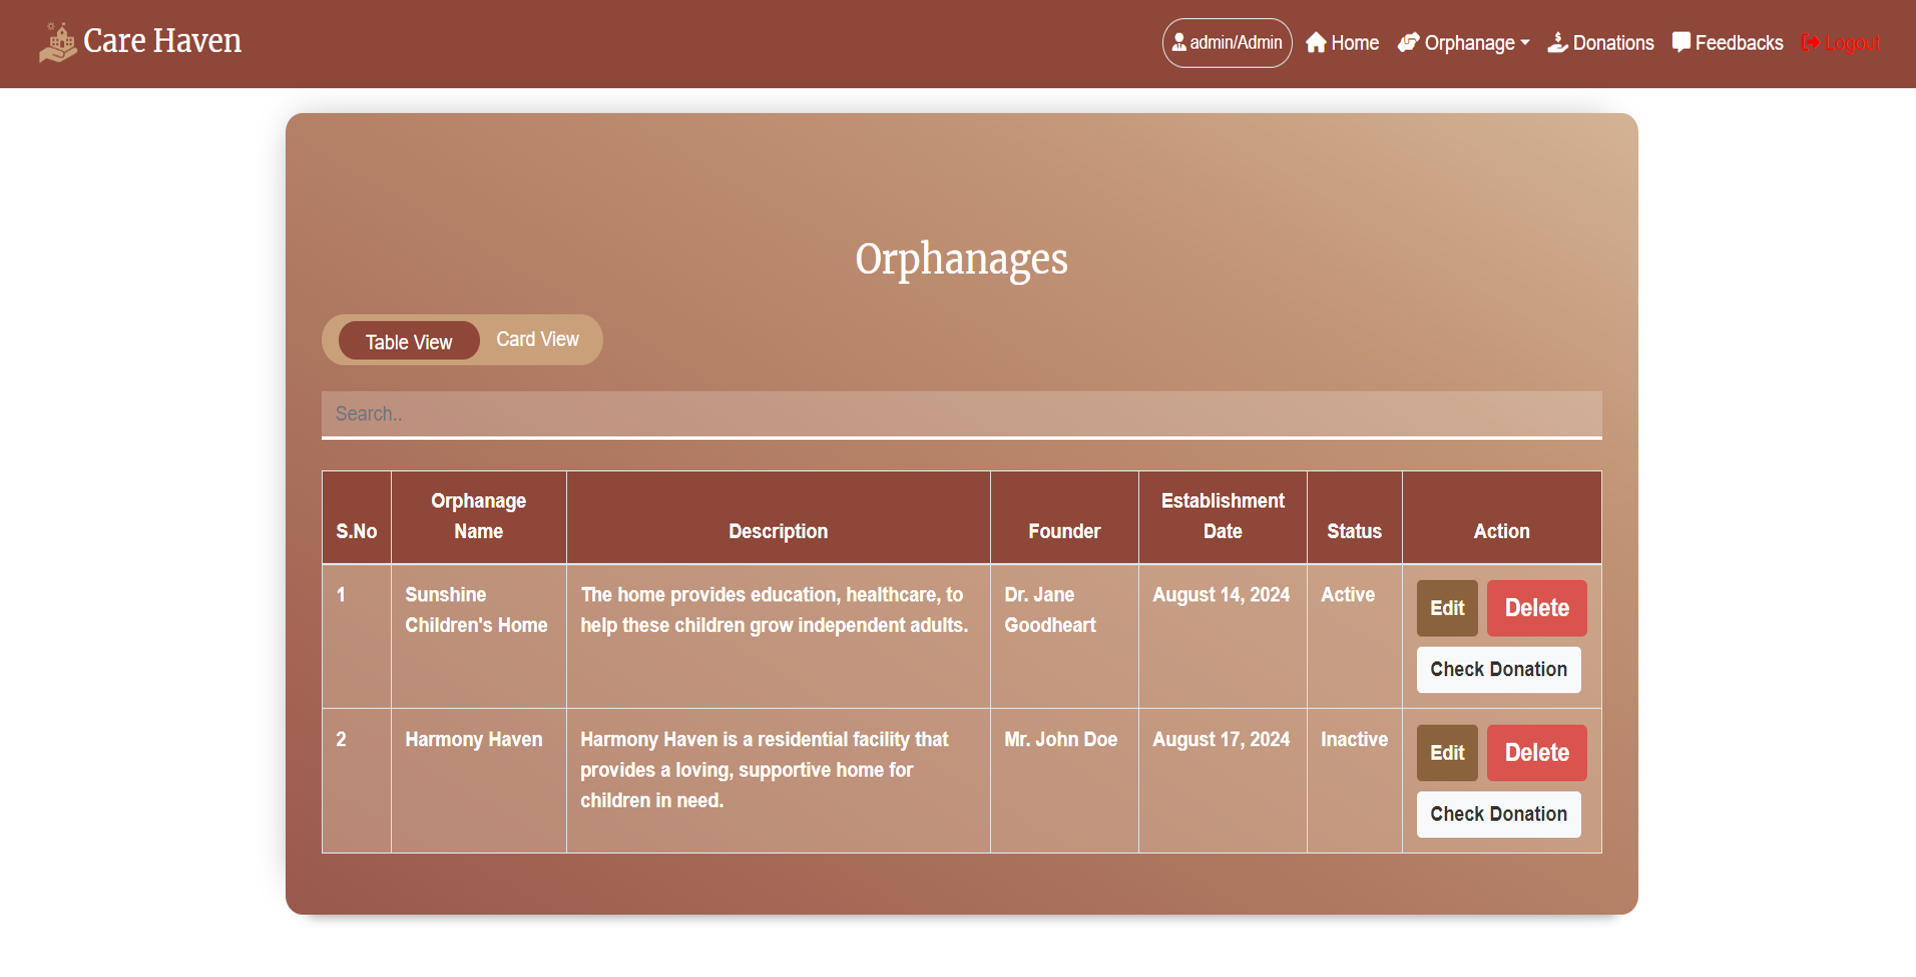 Care Haven
admin/Admin Home Orphanage Donations Feedbacks Logout
Orphanages
Table View Card View
Search..
Orphanage Establishment
S.No Name Description Founder Date Status Action
1 Sunshine The home provides education, healthcare, to Dr. Jane August 14, 2024 Active Edit Delete
Children's Home help these children grow independent adults. Goodheart
Check Donation
2 Harmony Haven Harmony Haven is a residential facility that Mr. John Doe August 17, 2024 Inactive Edit Delete
provides a loving, supportive home for
children in need.
Check Donation